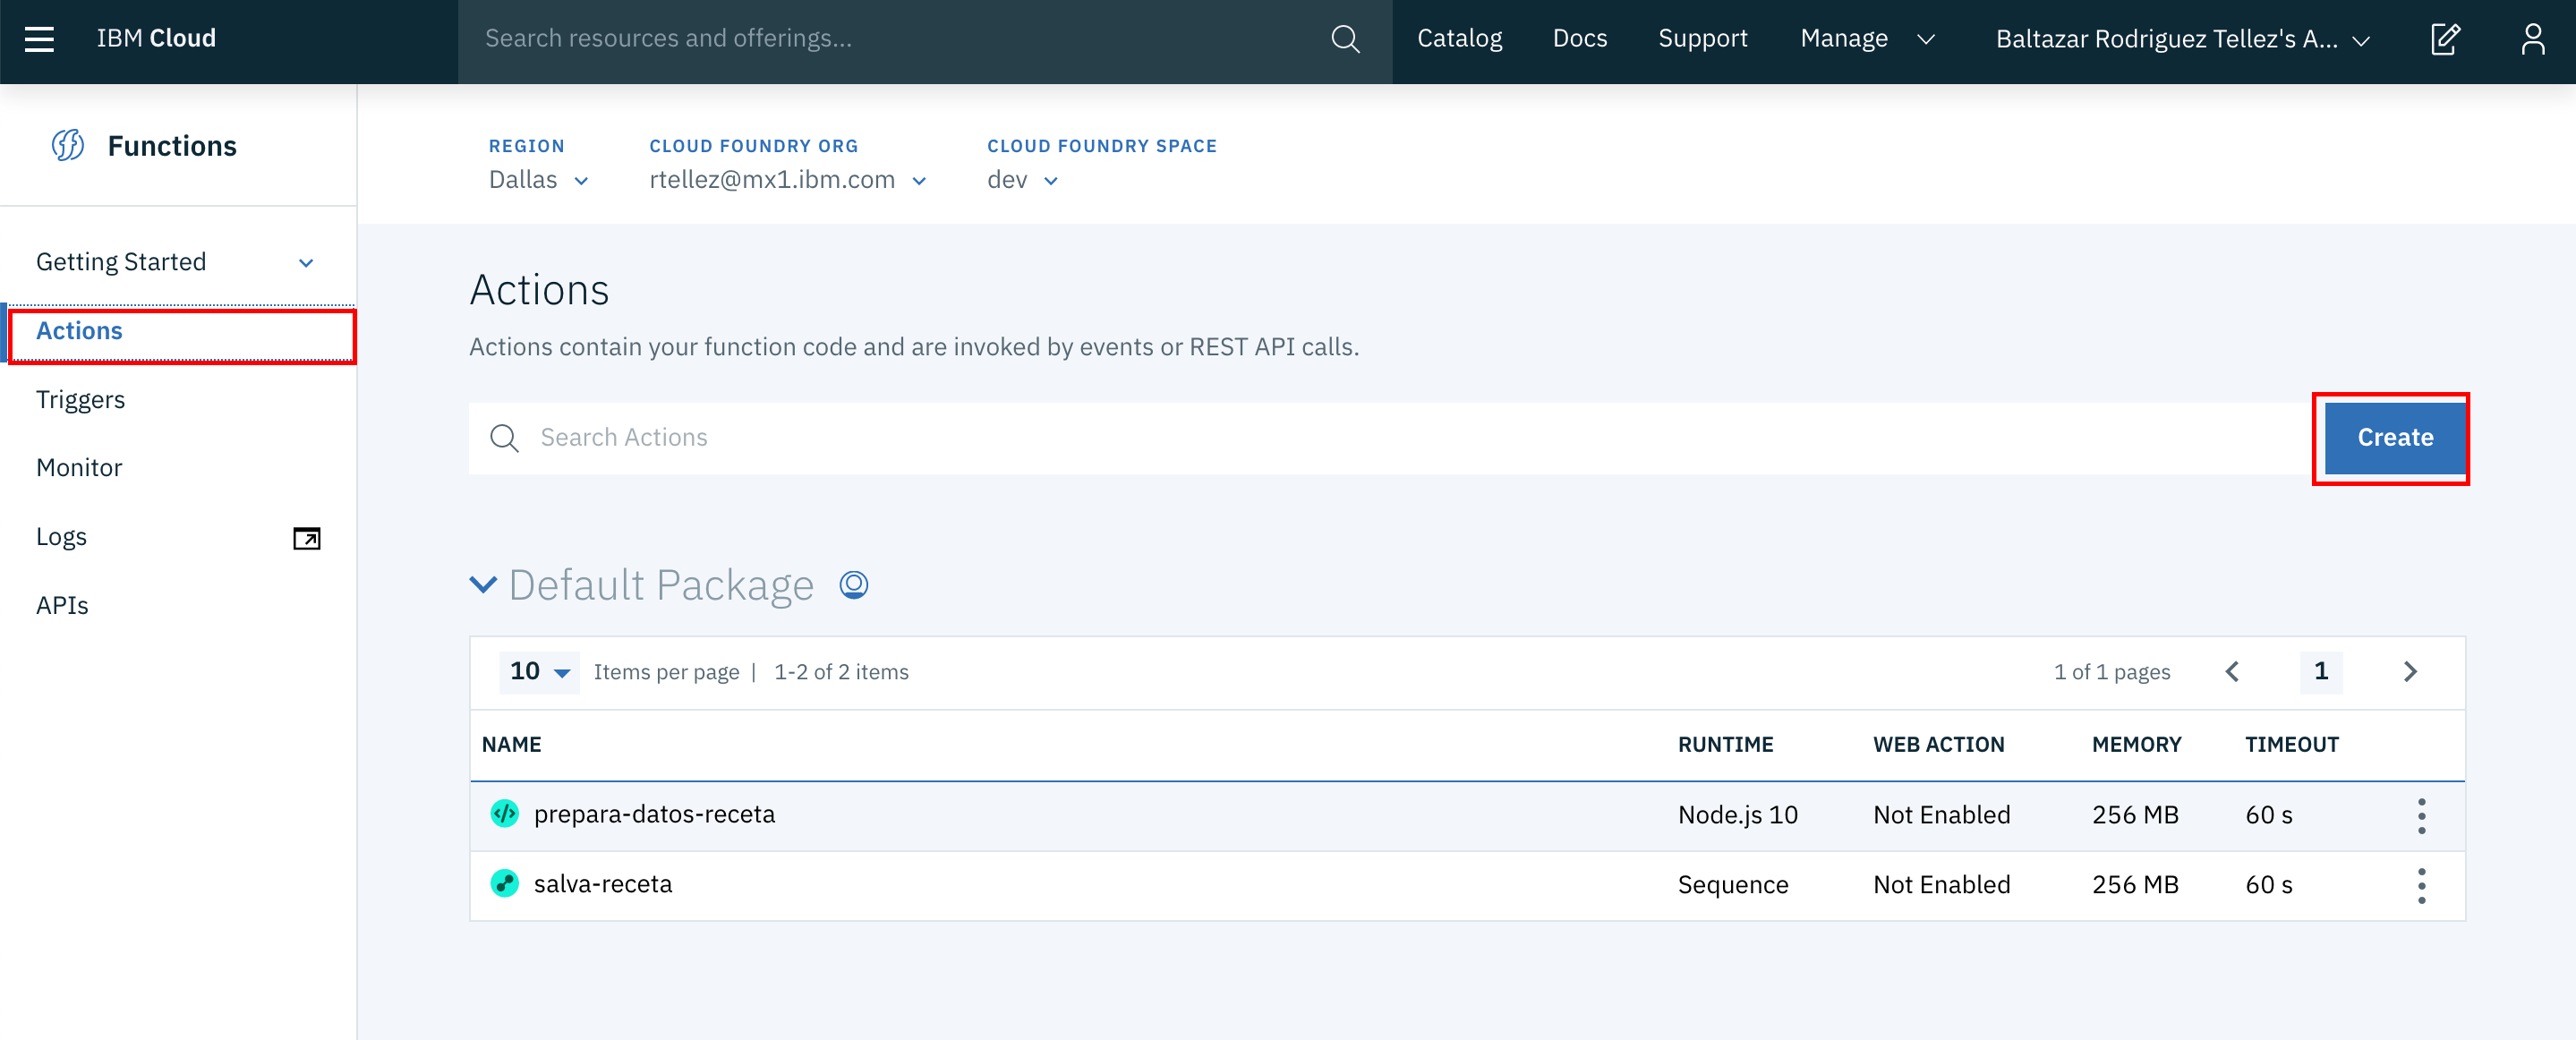 IBM Cloud
Search resources and offerings...
Catalog
Docs
Support
Manage
Baltazar Rodriguez Tellez's A...
Functions
REGION
Dallas
CLOUD FOUNDRY ORG
rtellez@mx1.ibm.com
CLOUD FOUNDRY SPACE
dev
Getting Started
Actions
Triggers
Monitor
Logs
APIs
Actions
Actions contain your function code and are invoked by events or REST API calls.
Search Actions
Create
Default Package
10 Items per page | 1-2 of 2 items
1 of 1 pages 1
NAME RUNTIME WEB ACTION MEMORY TIMEOUT
prepara-datos-receta Node.js 10 Not Enabled 256 MB 60 s
salva-receta Sequence Not Enabled 256 MB 60 s